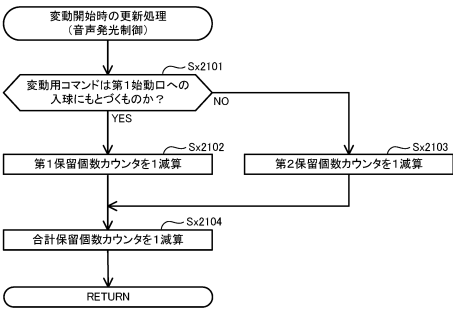 変動開始時の更新処理
(音声発光制御)
Sx2101
変動用コマンドは第1始動口への
入球にもとづくものか?
NO
YES
Sx2102
第1保留個数カウンタを1減算
Sx2103
第2保留個数カウンタを1減算
Sx2104
合計保留個数カウンタを1減算
RETURN